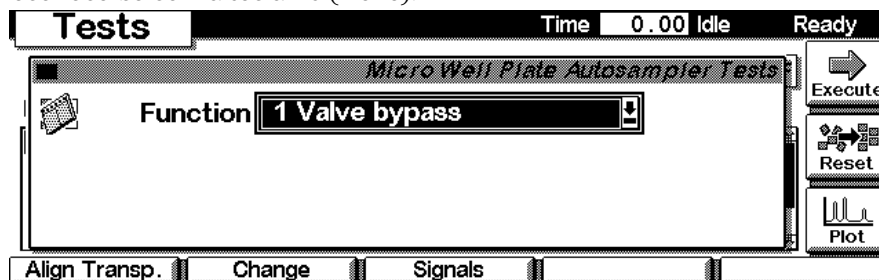 Tests
Time 0.00 Idle Ready
Micro Well Plate Autosampler Tests
Function 1 Valve bypass
Execute
Reset
Plot
Align Transp. Change Signals